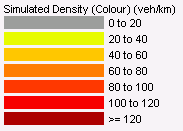 Simulated Density (Colour) (veh/km)
0 to 20
20 to 40
40 to 60
60 to 80
80 to 100
100 to 120
>= 120